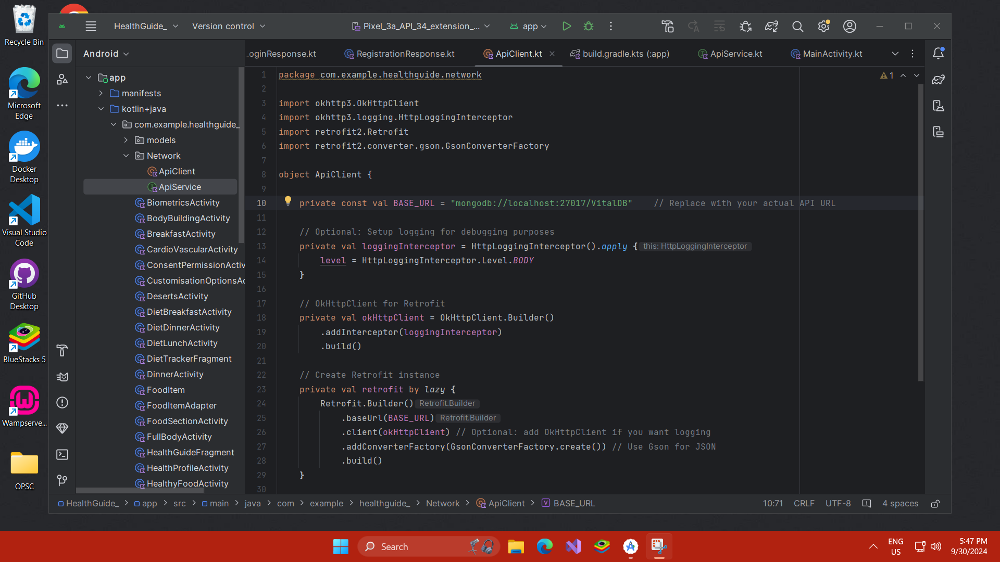 Recycle Bin
Microsoft
Edge
Docker
Desktop
Visual Studio
Code
GitHub
Desktop
BlueStacks 5
Wampserve...
OPSC
HealthGuide_
Version control
Pixel_3a_API_34_extension_...
app
Android
oginResponse.kt
RegistrationResponse.kt
ApiClient.kt
build.gradle.kts (:app)
ApiService.kt
MainActivity.kt
app
manifests
kotlin+java
com.example.healthguide_
models
Network
ApiClient
ApiService
BiometricsActivity
BodyBuildingActivity
BreakfastActivity
CardioVascularActivity
ConsentPermissionActiv
CustomisationOptionsAc
DesertsActivity
DietBreakfastActivity
DietDinnerActivity
DietLunchActivity
DietTrackerFragment
DinnerActivity
FoodItem
FoodItemAdapter
FoodSectionActivity
FullBodyActivity
HealthGuideFragment
HealthProfileActivity
HealthyFoodActivity
1
1 package com.example.healthguide.network
2
3 import okhttp3.OkHttpClient
4 import okhttp3.logging.HttpLoggingInterceptor
5 import retrofit2.Retrofit
6 import retrofit2.converter.gson.GsonConverterFactory
7
8 object ApiClient {
9
10 private const val BASE_URL = "mongodb://localhost:27017/VitalDB" // Replace with your actual API URL
11
12 // Optional: Setup logging for debugging purposes
13 private val loggingInterceptor = HttpLoggingInterceptor().apply { this: HttpLoggingInterceptor
14 level = HttpLoggingInterceptor.Level.BODY
15 }
16
17 // OkHttpClient for Retrofit
18 private val okHttpClient = OkHttpClient.Builder()
19 .addInterceptor(loggingInterceptor)
20 .build()
21
22 // Create Retrofit instance
23 private val retrofit by lazy {
24 Retrofit.Builder() Retrofit.Builder
25 .baseUrl(BASE_URL) Retrofit.Builder
26 .client(okHttpClient) // Optional: add OkHttpClient if you want logging
27 .addConverterFactory(GsonConverterFactory.create()) // Use Gson for JSON
28 .build()
29 }
30
HealthGuide_ > app > src > main > java > com > example > healthguide_ > Network > ApiClient > BASE_URL
10:71 CRLF UTF-8 4 spaces
Search
ENG
US
5:47 PM
9/30/2024